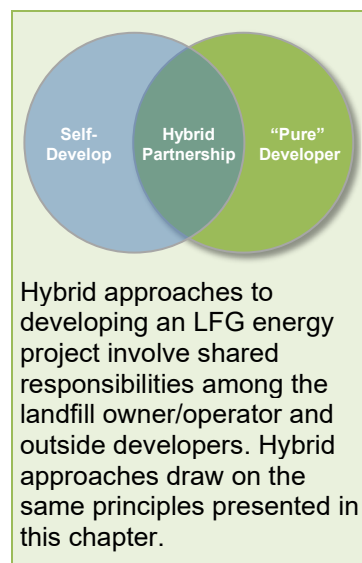 Self-
Develop
Hybrid
Partnership
“Pure”
Developer
Hybrid approaches to
developing an LFG energy
project involve shared
responsibilities among the
landfill owner/operator and
outside developers. Hybrid
approaches draw on the
same principles presented in
this chapter.